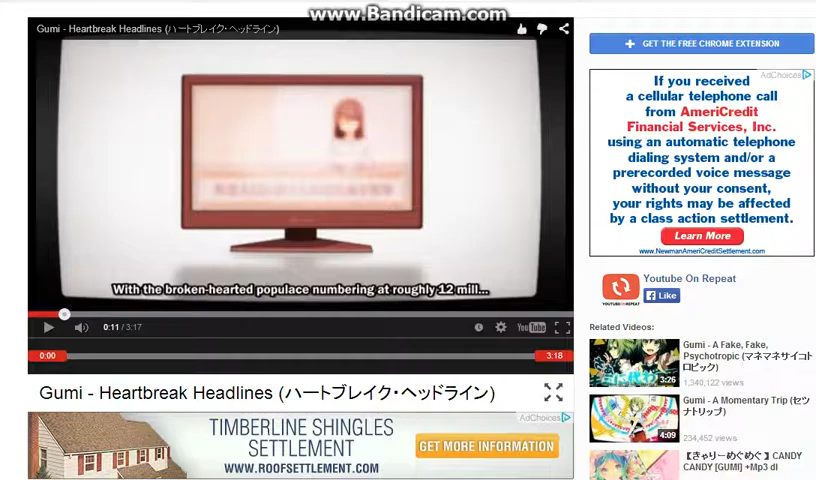 www.Bandicam.com
Gumi - Heartbreak Headlines (ハートブレイク・ヘッドライン)
With the broken-hearted populace numbering at roughly 12 mill...
0:11 / 3:17
YouTube
0:00
3:18
Gumi - Heartbreak Headlines (ハートブレイク・ヘッドライン)
AdChoices
TIMBERLINE SHINGLES
SETTLEMENT
WWW.ROOFSETTLEMENT.COM
GET MORE INFORMATION
+ GET THE FREE CHROME EXTENSION
AdChoices
If you received
a cellular telephone call
from AmeriCredit
Financial Services, Inc.
using an automatic telephone
dialing system and/or a
prerecorded voice message
without your consent,
your rights may be affected
by a class action settlement.
Learn More
www.NewmanAmeriCreditSettlement.com
YOUTUBE ON REPEAT
Youtube On Repeat
Like
Related Videos:
3:26
Gumi - A Fake, Fake,
Psychotropic (マネマネサイコト
ロピック)
1,340,122 views
4:09
Gumi - A Momentary Trip (セツ
ナトリップ)
234,452 views
【きゃりーめぐめぐ 】CANDY
CANDY [GUMI] +Mp3 dl